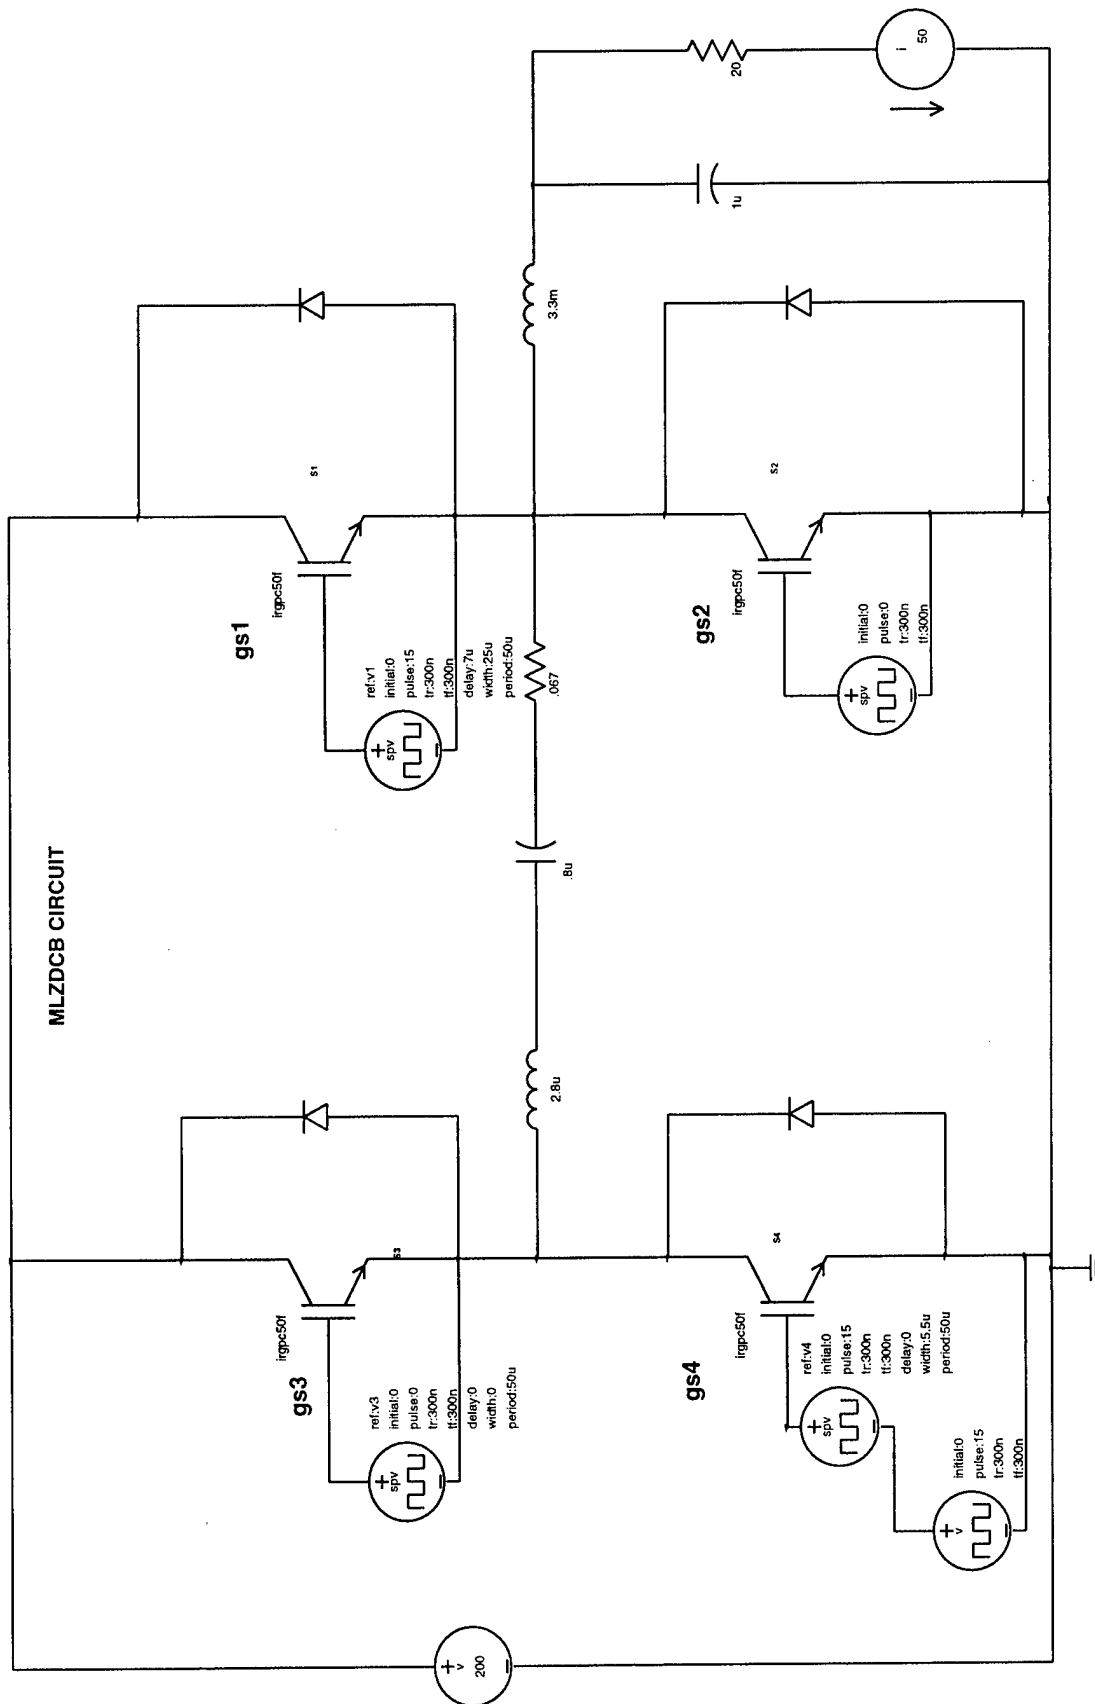 MLZDCB CIRCUIT
+
v
200
gs3
irgpc50f
S3
ref:v3
initial:0
pulse:0
tr:300n
tf:300n
delay:0
width:0
period:50u
+
spv
gs1
irgpc50f
S1
ref:v1
initial:0
pulse:15
tr:300n
tf:300n
delay:7u
width:25u
period:50u
+
spv
2.8u
.8u
.067
3.3m
1u
20
i
50
gs4
irgpc50f
S4
ref:v4
initial:0
pulse:15
tr:300n
tf:300n
delay:0
width:5.5u
period:50u
+
spv
initial:0
pulse:15
tr:300n
tf:300n
+
v
gs2
irgpc50f
S2
initial:0
pulse:0
tr:300n
tf:300n
+
spv